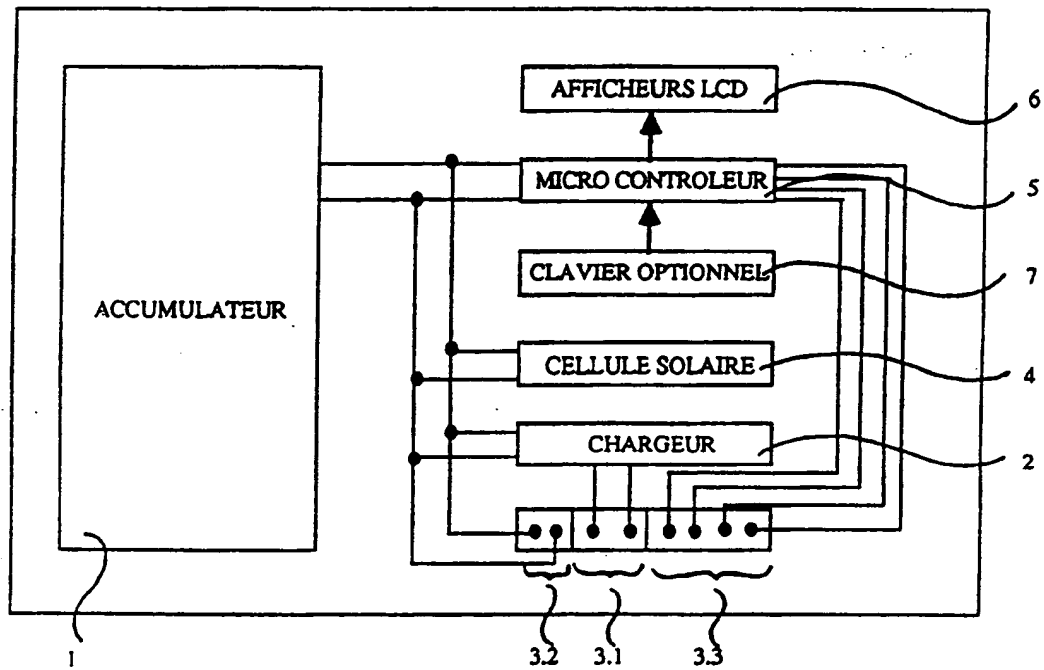 AFFICHEURS LCD
6
MICRO CONTROLEUR
5
CLAVIER OPTIONNEL
7
ACCUMULATEUR
CELLULE SOLAIRE
4
CHARGEUR
2
1
3.2
3.1
3.3